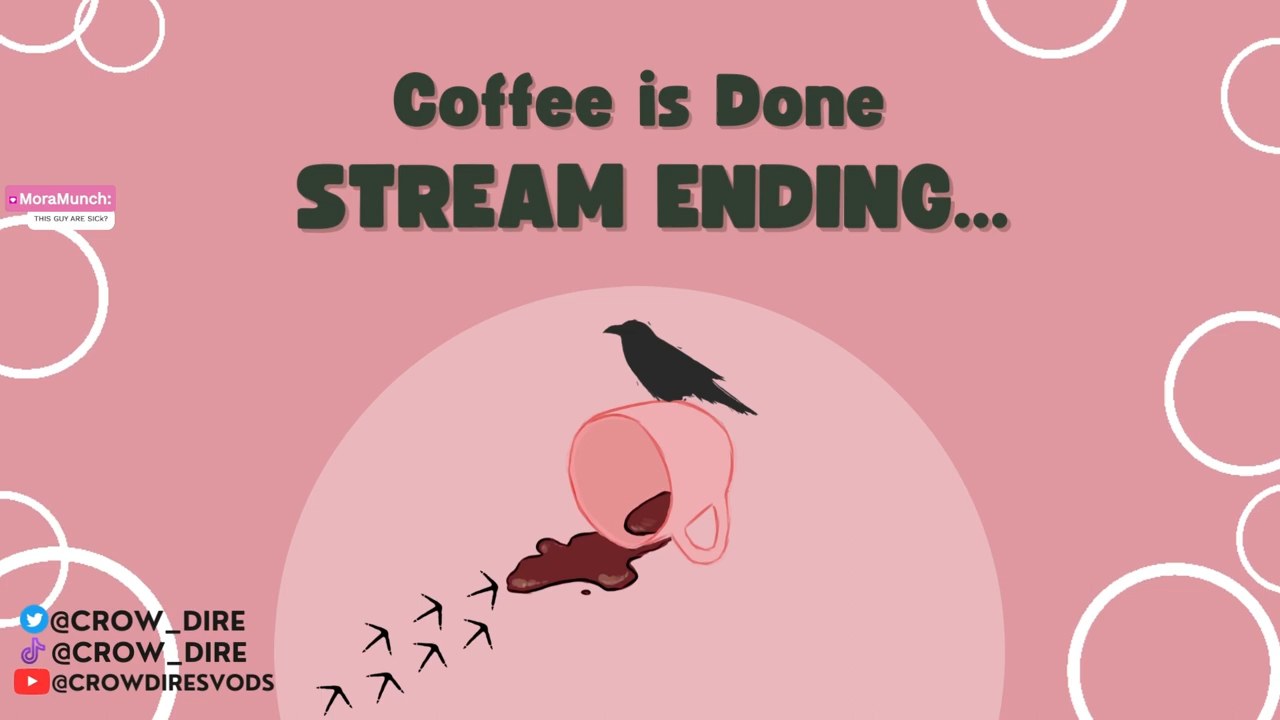 Coffee is Done
STREAM ENDING...
MoraMunch:
THIS GUY ARE SICk?
@CROW_DIRE
@CROW_DIRE
@CROWDIRESVODS